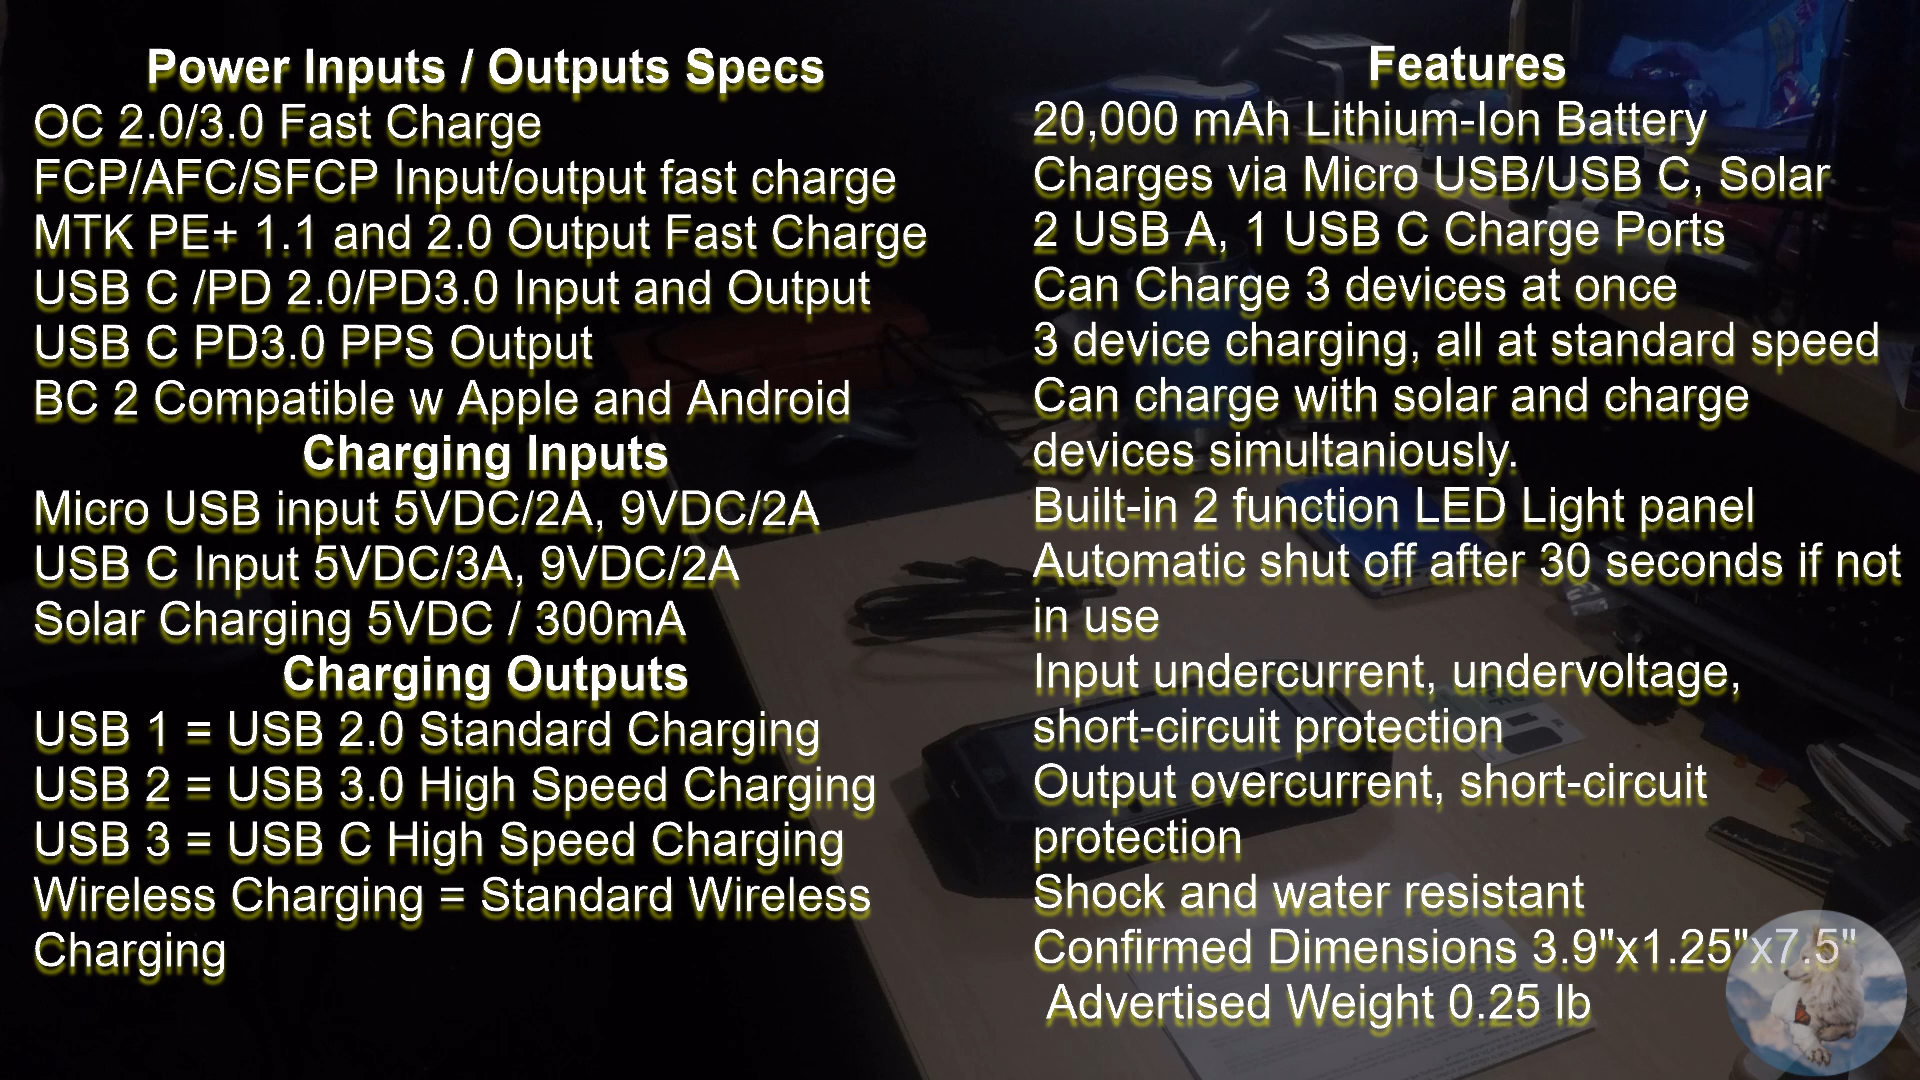 Power Inputs / Outputs Specs
OC 2.0/3.0 Fast Charge
FCP/AFC/SFCP Input/output fast charge
MTK PE+ 1.1 and 2.0 Output Fast Charge
USB C /PD 2.0/PD3.0 Input and Output
USB C PD3.0 PPS Output
BC 2 Compatible w Apple and Android
Charging Inputs
Micro USB input 5VDC/2A, 9VDC/2A
USB C Input 5VDC/3A, 9VDC/2A
Solar Charging 5VDC / 300mA
Charging Outputs
USB 1 = USB 2.0 Standard Charging
USB 2 = USB 3.0 High Speed Charging
USB 3 = USB C High Speed Charging
Wireless Charging = Standard Wireless
Charging
Features
20,000 mAh Lithium-Ion Battery
Charges via Micro USB/USB C, Solar
2 USB A, 1 USB C Charge Ports
Can Charge 3 devices at once
3 device charging, all at standard speed
Can charge with solar and charge
devices simultaniously.
Built-in 2 function LED Light panel
Automatic shut off after 30 seconds if not
in use
Input undercurrent, undervoltage,
short-circuit protection
Output overcurrent, short-circuit
protection
Shock and water resistant
Confirmed Dimensions 3.9"x1.25"x7.5"
Advertised Weight 0.25 lb